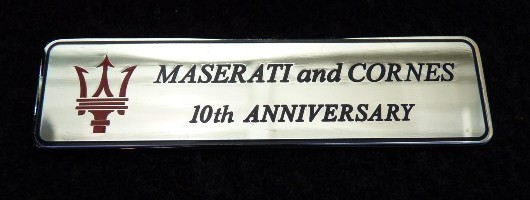 MASERATI and CORNES
10th ANNIVERSARY